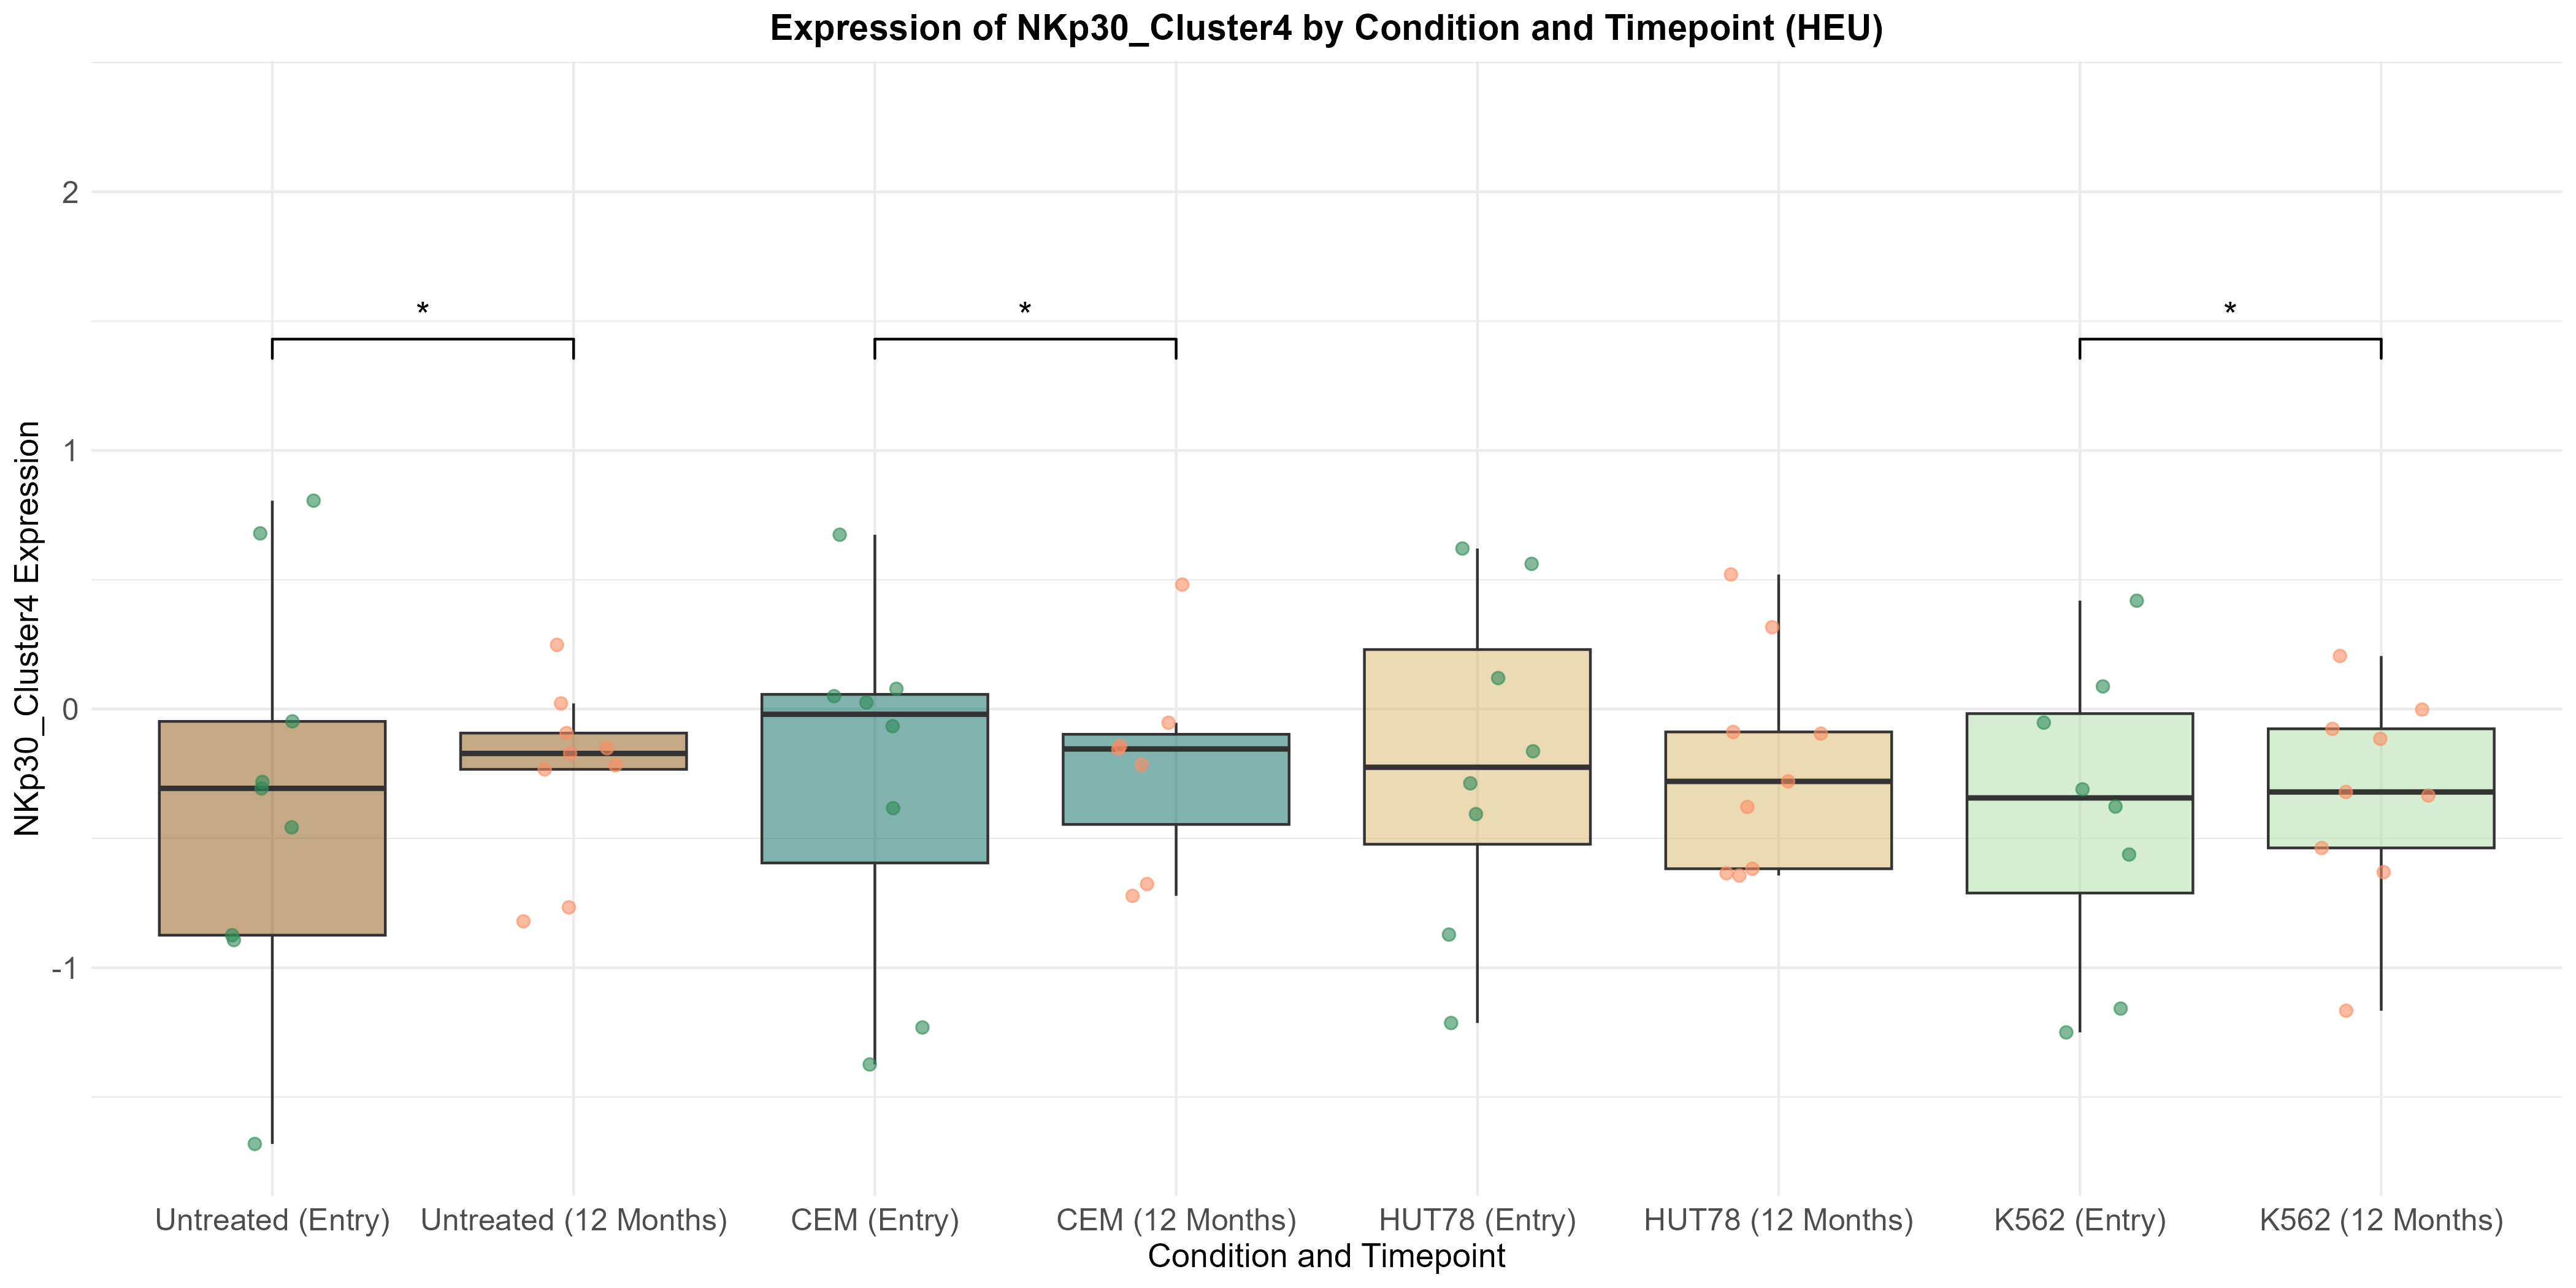 Expression of NKp30_Cluster4 by Condition and Timepoint (HEU)
NKp30_Cluster4 Expression
2
1
0
-1
*
*
*
Untreated (Entry)
Untreated (12 Months)
CEM (Entry)
CEM (12 Months)
HUT78 (Entry)
HUT78 (12 Months)
K562 (Entry)
K562 (12 Months)
Condition and Timepoint